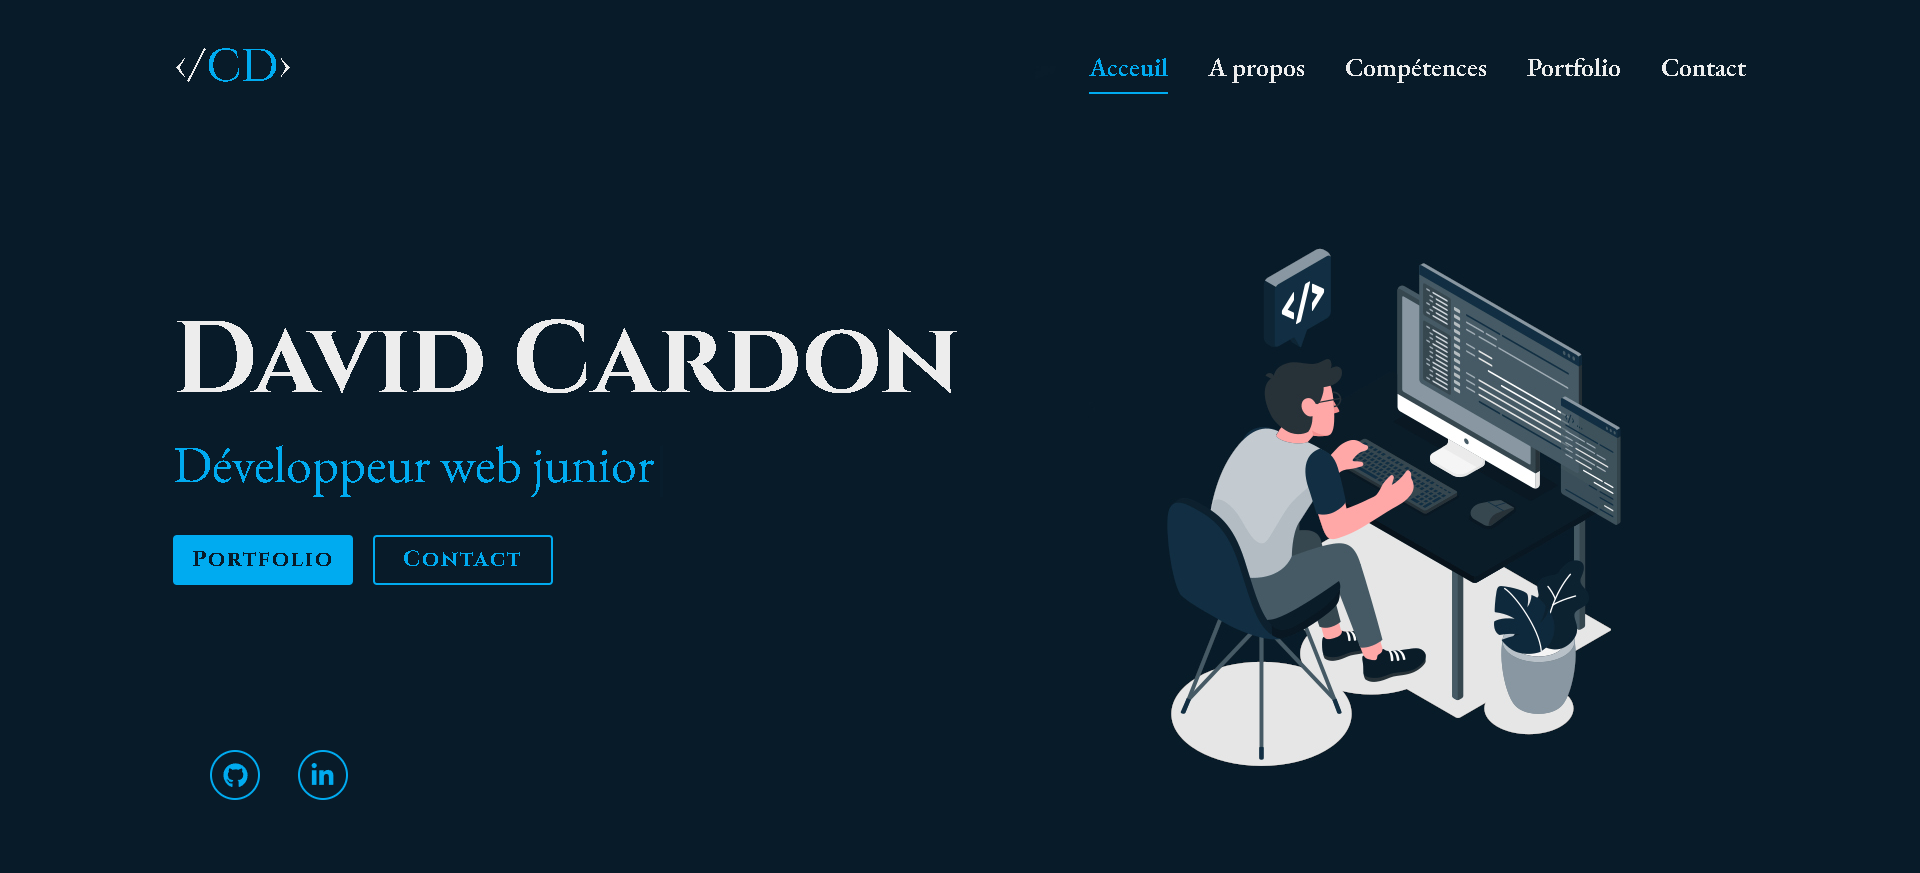 </CD>
Acceuil A propos Compétences Portfolio Contact
</>
David Cardon
Développeur web junior
Portfolio Contact
in